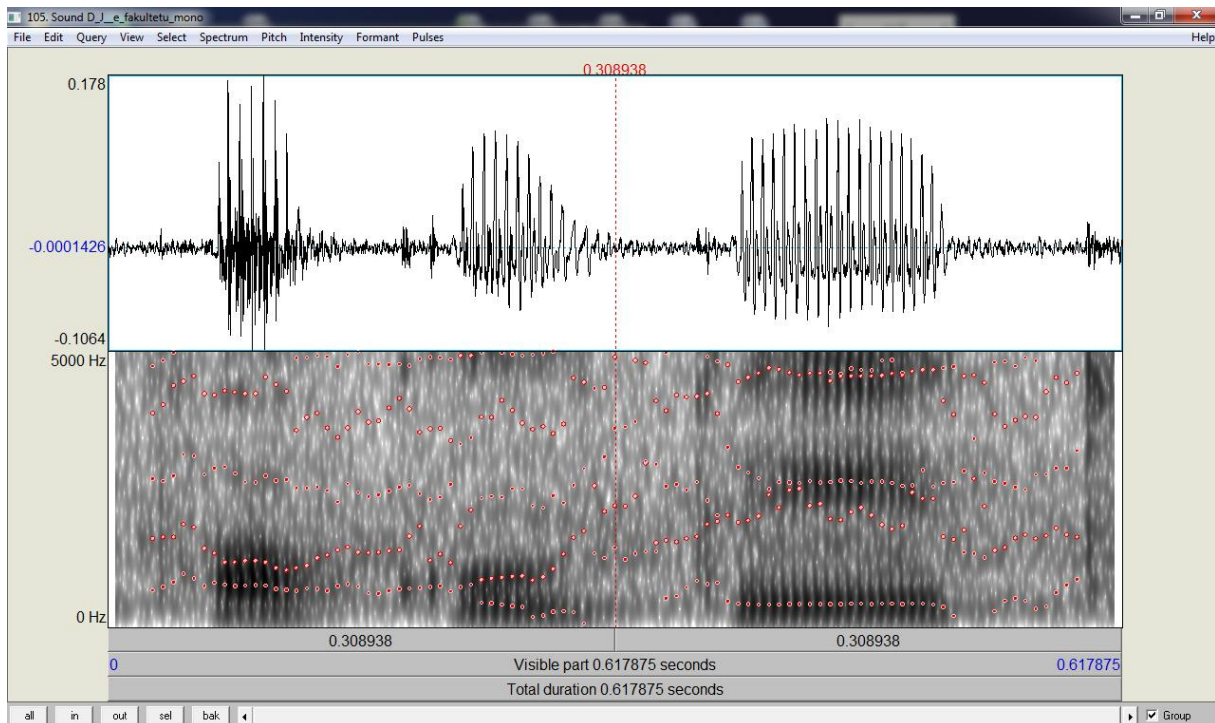 105. Sound D_J__e_fakultetu_mono
File Edit Query View Select Spectrum Pitch Intensity Formant Pulses Help
0.308938
0.178
-0.0001426
-0.1064
5000 Hz
0 Hz
0.308938 0.308938
0 Visible part 0.617875 seconds 0.617875
Total duration 0.617875 seconds
all in out sel bak Group